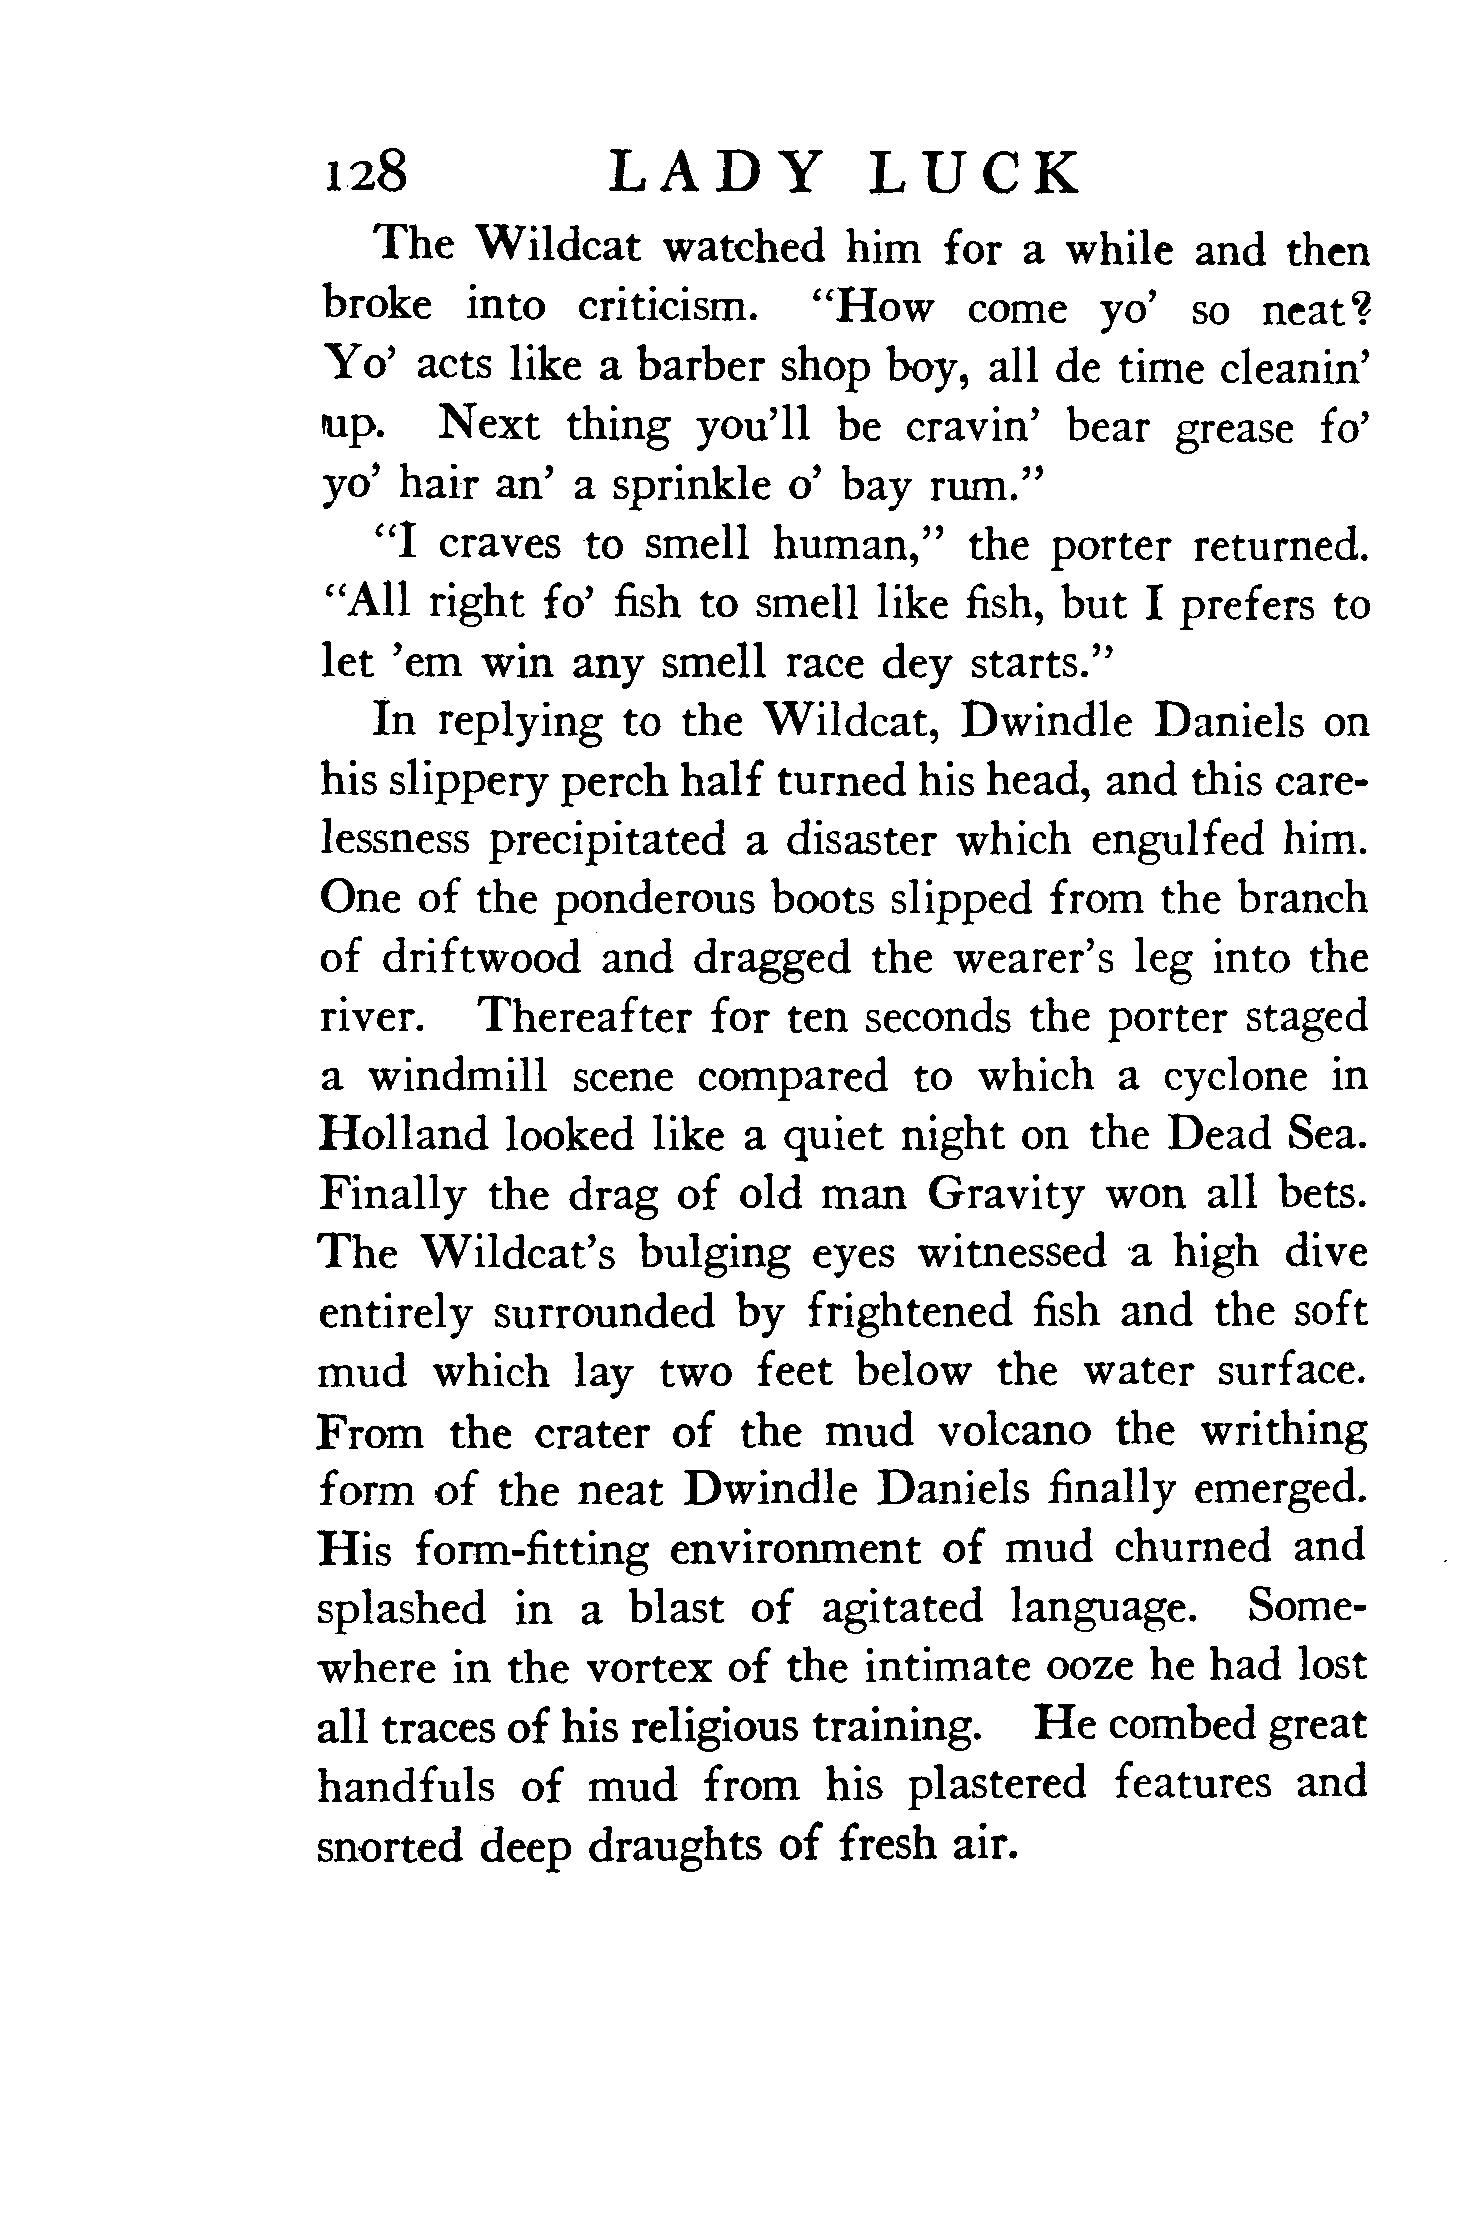 128 LADY LUCK
The Wildcat watched him for a while and then
broke into criticism. “How come yo’ so neat?
Yo’ acts like a barber shop boy, all de time cleanin’
up. Next thing you’ll be cravin’ bear grease fo’
yo’ hair an’ a sprinkle o’ bay rum.”
“I craves to smell human,” the porter returned.
“All right fo’ fish to smell like fish, but I prefers to
let ’em win any smell race dey starts.”
In replying to the Wildcat, Dwindle Daniels on
his slippery perch half turned his head, and this care-
lessness precipitated a disaster which engulfed him.
One of the ponderous boots slipped from the branch
of driftwood and dragged the wearer’s leg into the
river. Thereafter for ten seconds the porter staged
a windmill scene compared to which a cyclone in
Holland looked like a quiet night on the Dead Sea.
Finally the drag of old man Gravity won all bets.
The Wildcat’s bulging eyes witnessed a high dive
entirely surrounded by frightened fish and the soft
mud which lay two feet below the water surface.
From the crater of the mud volcano the writhing
form of the neat Dwindle Daniels finally emerged.
His form-fitting environment of mud churned and
splashed in a blast of agitated language. Some-
where in the vortex of the intimate ooze he had lost
all traces of his religious training. He combed great
handfuls of mud from his plastered features and
snorted deep draughts of fresh air.